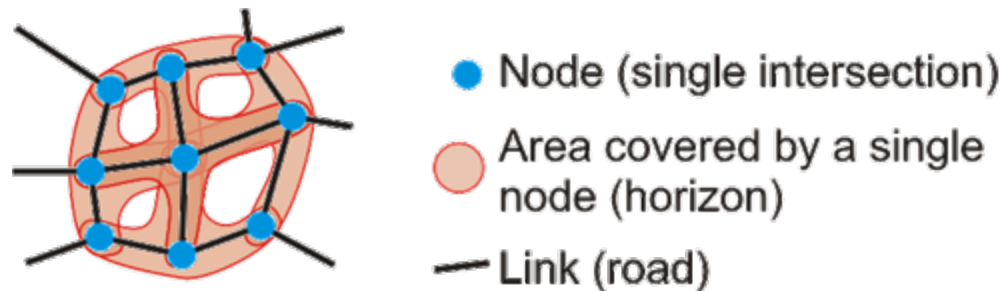 Node (single intersection)
Area covered by a single
node (horizon)
Link (road)